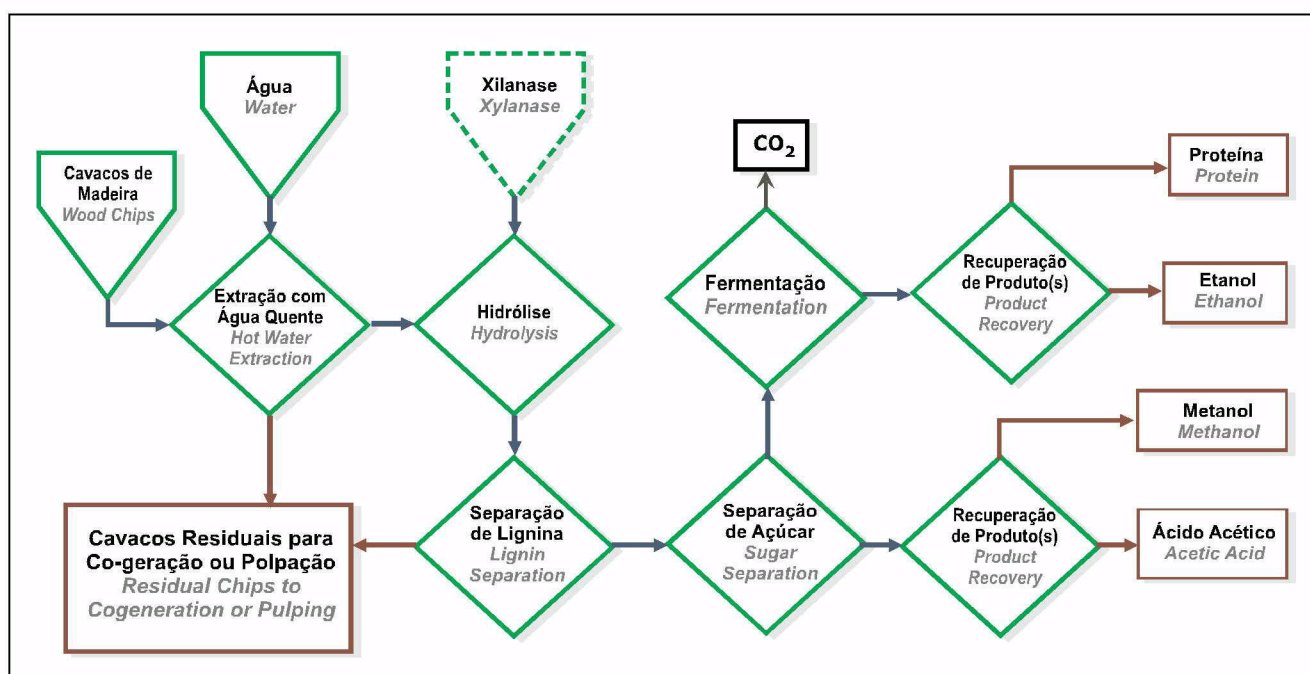 Água
Water
Xilanase
Xylanase
Cavacos de
Madeira
Wood Chips
CO₂
Proteína
Protein
Extração com
Água Quente
Hot Water
Extraction
Hidrólise
Hydrolysis
Fermentação
Fermentation
Recuperação
de Produto(s)
Product
Recovery
Etanol
Ethanol
Metanol
Methanol
Cavacos Residuais para
Co-geração ou Polpação
Residual Chips to
Cogeneration or Pulping
Separação
de Lignina
Lignin
Separation
Separação
de Açúcar
Sugar
Separation
Recuperação
de Produto(s)
Product
Recovery
Ácido Acético
Acetic Acid